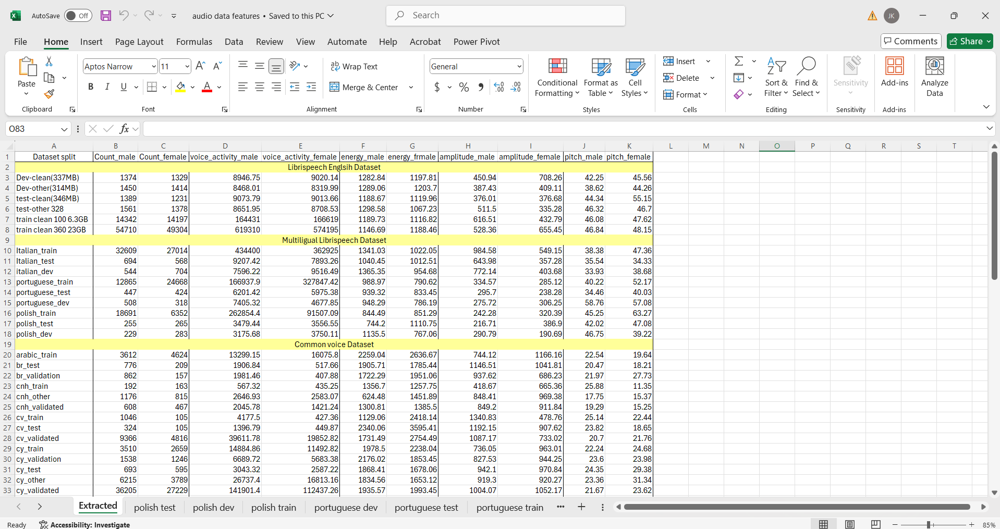 AutoSave Off audio data features • Saved to this PC Search JK
File Home Insert Page Layout Formulas Data Review View Automate Help Acrobat Power Pivot Comments Share
Paste Aptos Narrow 11 Wrap Text General Conditional Formatting Format as Table Cell Styles Insert Sort & Filter Find & Select Sensitivity Add-ins Analyze Data
B I U Merge & Center $ % Delete
Format
Clipboard Font Alignment Number Styles Cells Editing Sensitivity Add-ins
O83 fx
A B C D E F G H I J K L M N O P Q R S T
1 Dataset split Count_male Count_female voice_activity_male voice_activity_female energy_male energy_frmale amplitude_male amplitude_female pitch_male pitch_female
2 Librispeech Englsih Dataset
3 Dev-clean(337MB) 1374 1329 8946.75 9020.14 1282.84 1197.81 450.94 708.26 42.25 45.56
4 Dev-other(314MB) 1450 1414 8468.01 8319.99 1289.06 1203.7 387.43 409.11 38.62 44.26
5 test-clean(346MB) 1389 1231 9073.79 9013.66 1188.67 1119.96 376.01 376.68 44.34 55.15
6 test-other 328 1561 1378 8651.95 8708.53 1298.58 1067.23 511.5 335.28 46.32 46.7
7 train clean 100 6.3GB 14342 14197 164431 166619 1189.73 1116.82 616.51 432.79 46.08 47.62
8 train clean 360 23GB 54710 49304 619310 574195 1146.69 1188.46 528.36 655.45 46.84 48.15
9 Multiligual Librispeech Dataset
10 Italian_train 32609 27014 434400 362925 1341.03 1022.05 984.58 549.15 38.38 47.36
11 Italian_test 694 568 9207.42 7893.26 1040.45 1012.51 643.98 357.28 35.54 34.33
12 italian_dev 544 704 7596.22 9516.49 1365.35 954.68 772.14 403.68 33.93 38.68
13 portuguese_train 12865 24668 166937.9 327847.42 988.97 790.62 334.57 285.12 40.22 52.17
14 portuguese_test 447 424 6201.42 5975.38 939.32 833.45 295.7 238.28 34.46 40.03
15 portuguese_dev 508 318 7405.32 4677.85 948.29 786.19 275.72 306.25 58.76 57.08
16 polish_train 18691 6352 262854.4 91507.09 844.49 851.29 242.28 320.39 45.25 63.27
17 polish_test 255 265 3479.44 3556.55 744.2 1110.75 216.71 386.9 42.02 47.08
18 polish_dev 229 283 3175.68 3750.11 1135.5 767.06 290.79 190.69 46.75 39.22
19 Common voice Dataset
20 arabic_train 3612 4624 13299.15 16075.8 2259.04 2636.67 744.12 1166.16 22.54 19.64
21 br_test 776 209 1906.84 517.66 1905.71 1785.44 1146.51 1041.81 20.47 18.21
22 br_validation 862 157 1981.46 407.88 1722.29 1951.06 937.62 686.23 21.97 27.73
23 cnh_train 192 163 567.32 435.25 1356.7 1257.75 418.67 665.36 25.88 11.35
24 cnh_other 1176 815 2646.93 2583.07 624.48 1451.89 848.41 969.38 17.75 15.37
25 cnh_validated 608 467 2045.78 1421.24 1300.81 1385.5 849.2 911.84 19.29 15.25
26 cv_train 1046 105 4177.5 427.36 1129.06 2418.14 1340.83 478.76 25.14 22.44
27 cv_test 324 105 1396.79 449.87 2340.06 3595.41 1192.15 907.62 23.82 18.65
28 cv_validated 9366 4816 39611.78 19852.82 1731.49 2754.49 1087.17 733.02 20.7 21.76
29 cy_train 3510 2659 14884.86 11492.82 1978.5 2238.04 736.05 963.01 22.24 24.68
30 cy_validation 1538 1246 6689.72 5683.38 2176.02 1853.45 827.53 944.25 23.6 23.98
31 cy_test 693 595 3043.32 2587.22 1868.41 1678.06 942.1 970.84 24.35 29.38
32 cy_other 6215 3789 26737.4 16813.16 1834.56 1653.12 919.3 920.27 23.36 31.34
33 cy_validated 36205 27229 141901.4 112437.26 1935.57 1993.45 1004.07 1052.17 21.67 23.62
Extracted polish test polish dev polish train portuguese dev portuguese test portuguese train
Ready Accessibility: Investigate 85%